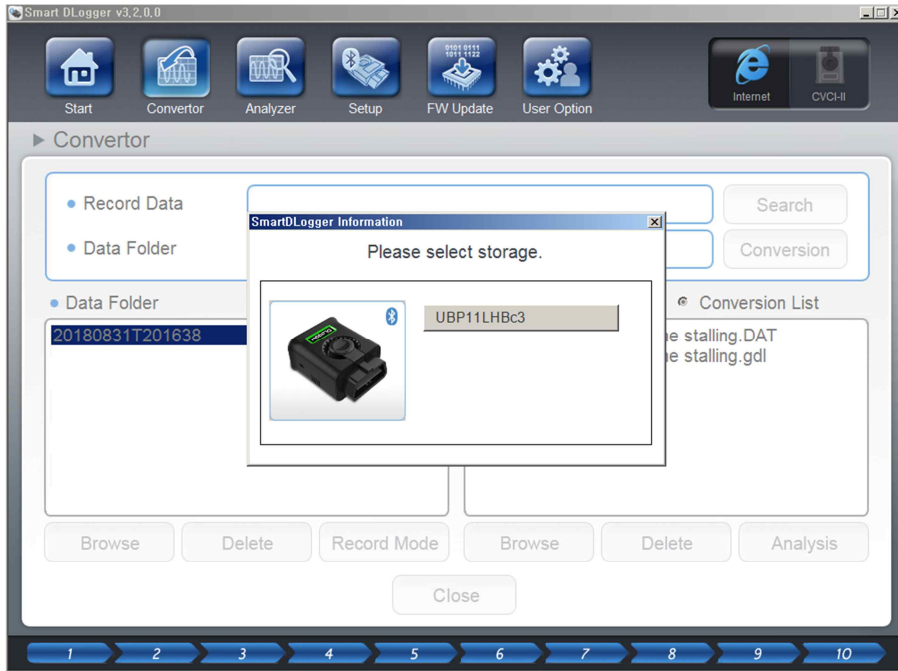 Smart DLogger v3,2,0,0
0101 0111
1011 1122
Start
Convertor
Analyzer
Setup
FW Update
User Option
Internet
CVCI-II
Convertor
Record Data
Search
Data Folder
Conversion
SmartDLogger Information
Please select storage.
UBP11LHBc3
Data Folder
Conversion List
20180831T201638
ne stalling.DAT
ne stalling.gdl
Browse
Delete
Record Mode
Browse
Delete
Analysis
Close
1 2 3 4 5 6 7 8 9 10